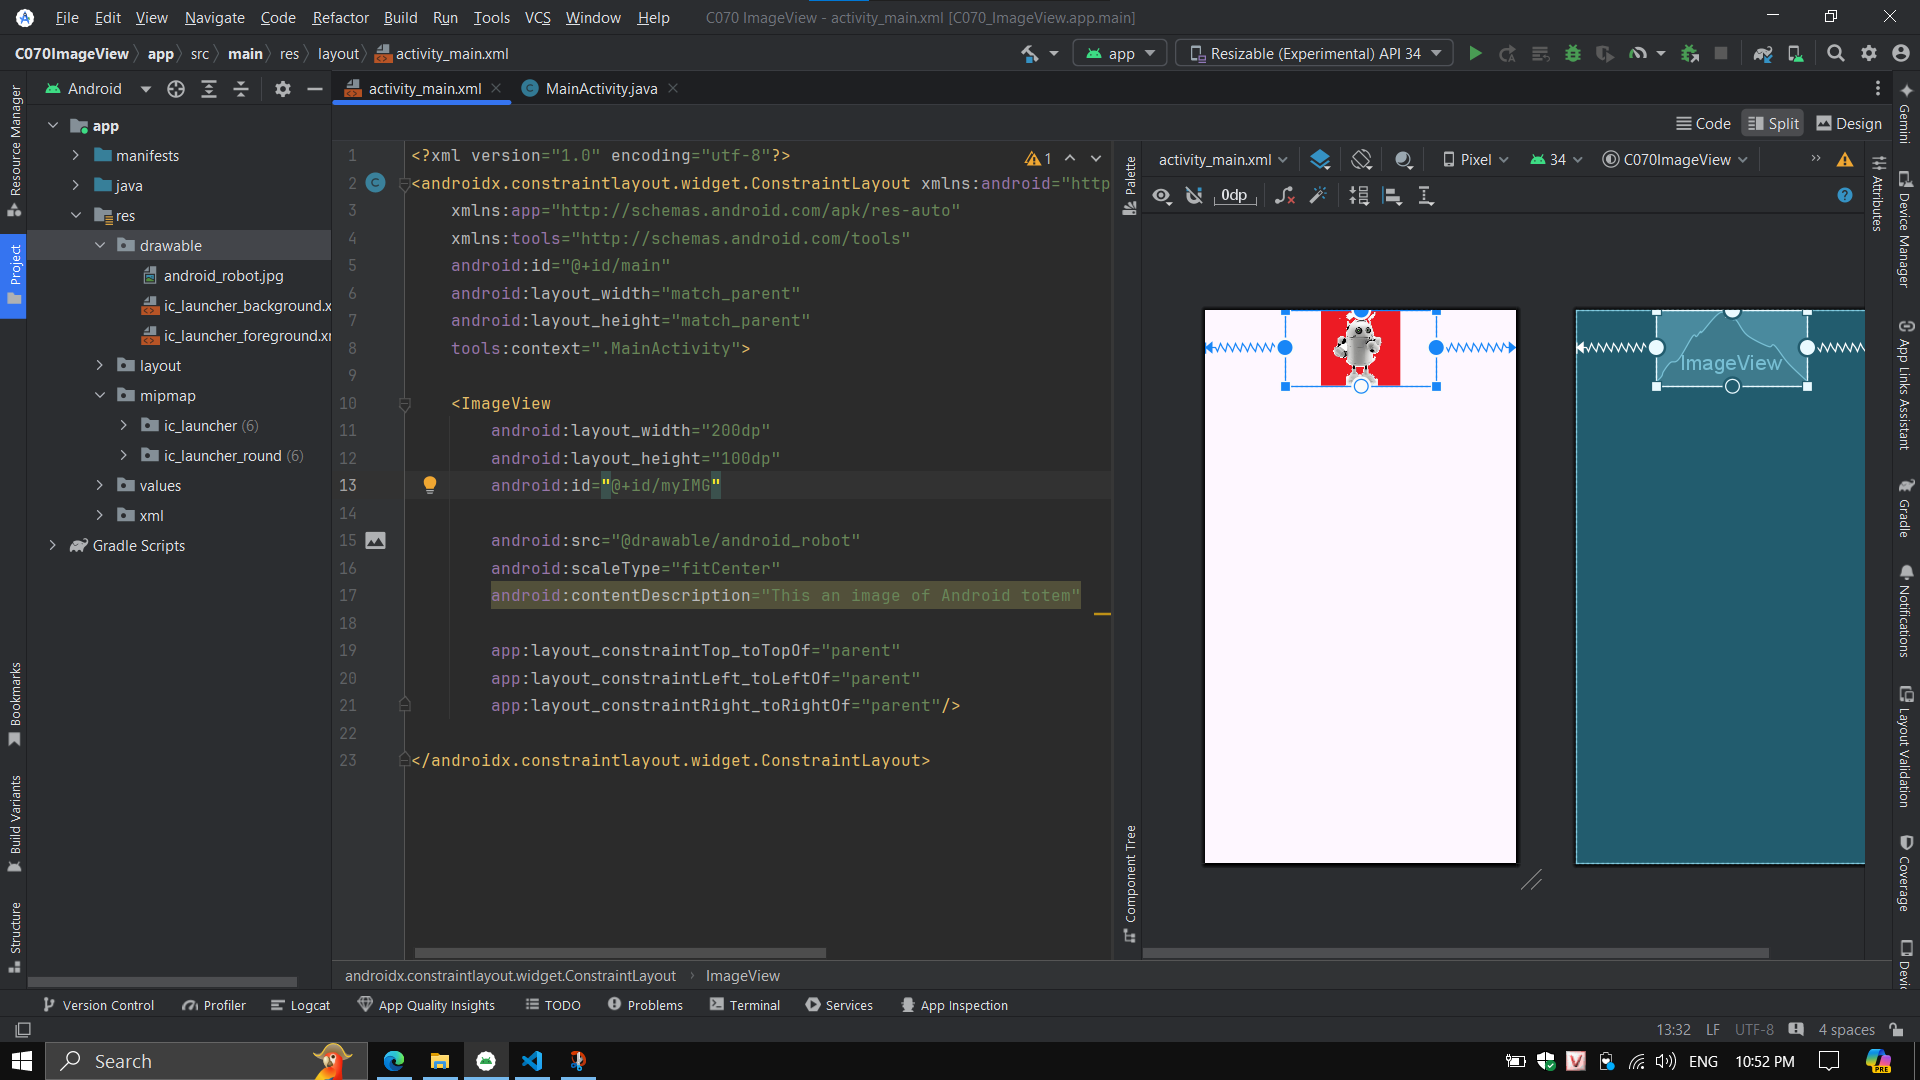 File Edit View Navigate Code Refactor Build Run Tools VCS Window Help C070 ImageView - activity_main.xml [C070_ImageView.app.main]
C070ImageView app src main res layout activity_main.xml app Resizable (Experimental) API 34
Android activity_main.xml MainActivity.java
Code Split Design
Resource Manager
Project
Bookmarks
Build Variants
Structure
app
manifests
java
res
drawable
android_robot.jpg
ic_launcher_background.x
ic_launcher_foreground.xr
layout
mipmap
ic_launcher (6)
ic_launcher_round (6)
values
xml
Gradle Scripts
1 <?xml version="1.0" encoding="utf-8"?>
2 <androidx.constraintlayout.widget.ConstraintLayout xmlns:android="http
3 xmlns:app="http://schemas.android.com/apk/res-auto"
4 xmlns:tools="http://schemas.android.com/tools"
5 android:id="@+id/main"
6 android:layout_width="match_parent"
7 android:layout_height="match_parent"
8 tools:context=".MainActivity">
9
10 <ImageView
11 android:layout_width="200dp"
12 android:layout_height="100dp"
13 android:id="@+id/myIMG"
14
15 android:src="@drawable/android_robot"
16 android:scaleType="fitCenter"
17 android:contentDescription="This an image of Android totem"
18
19 app:layout_constraintTop_toTopOf="parent"
20 app:layout_constraintLeft_toLeftOf="parent"
21 app:layout_constraintRight_toRightOf="parent"/>
22
23 </androidx.constraintlayout.widget.ConstraintLayout>
1
Palette
Component Tree
activity_main.xml Pixel 34 C070ImageView
0dp
ImageView
Attributes
Gemini
Device Manager
App Links Assistant
Gradle
Notifications
Layout Validation
Coverage
Devic
androidx.constraintlayout.widget.ConstraintLayout ImageView
Version Control Profiler Logcat App Quality Insights TODO Problems Terminal Services App Inspection
13:32 LF UTF-8 4 spaces
Search ENG 10:52 PM PRE